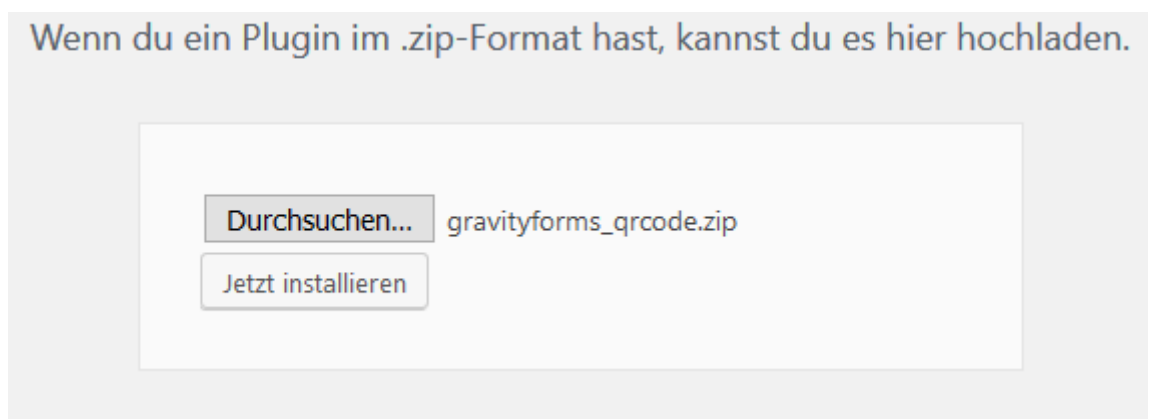 Wenn du ein Plugin im .zip-Format hast, kannst du es hier hochladen.
Durchsuchen... gravityforms_qrcode.zip
Jetzt installieren